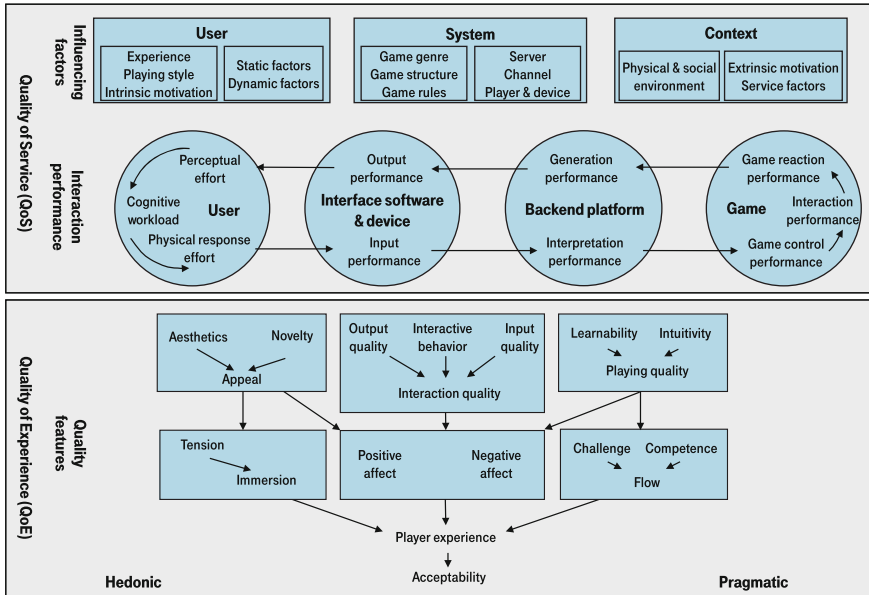 Quality of Service (QoS)
Influencing
factors
User
Experience
Playing style
Intrinsic motivation
Static factors
Dynamic factors
System
Game genre
Game structure
Game rules
Server
Channel
Player & device
Context
Physical & social
environment
Extrinsic motivation
Service factors
Interaction
performance
Perceptual
effort
Cognitive
workload
User
Physical response
effort
Output
performance
Interface software
& device
Input
performance
Generation
performance
Backend platform
Interpretation
performance
Game reaction
performance
Interaction
performance
Game
Game control
performance
Quality of Experience (QoE)
Quality
features
Aesthetics
Novelty
Appeal
Output
quality
Interactive
behavior
Input
quality
Interaction quality
Learnability
Intuitivity
Playing quality
Tension
Immersion
Positive
affect
Negative
affect
Challenge
Competence
Flow
Player experience
Acceptability
Hedonic
Pragmatic